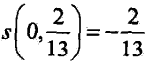 s(0, 2/13) = -2/13